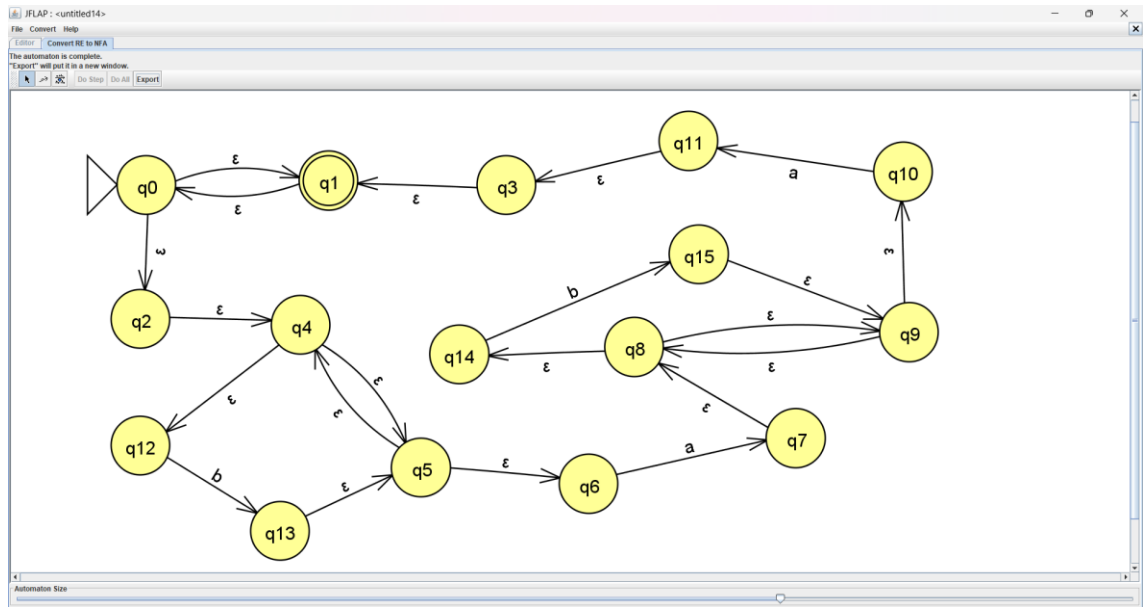 JFLAP : <untitled14>
File Convert Help
Editor Convert RE to NFA
The automaton is complete.
"Export" will put it in a new window.
Do Step Do All Export
q0
ε
ε
q1
ε
q3
ε
q11
a
q10
ε
ε
q2
ε
q4
q14
b
q15
ε
q9
ε
ε
q8
ε
ε
ε
ε
q12
b
q13
ε
q5
ε
q6
a
q7
ε
Automaton Size